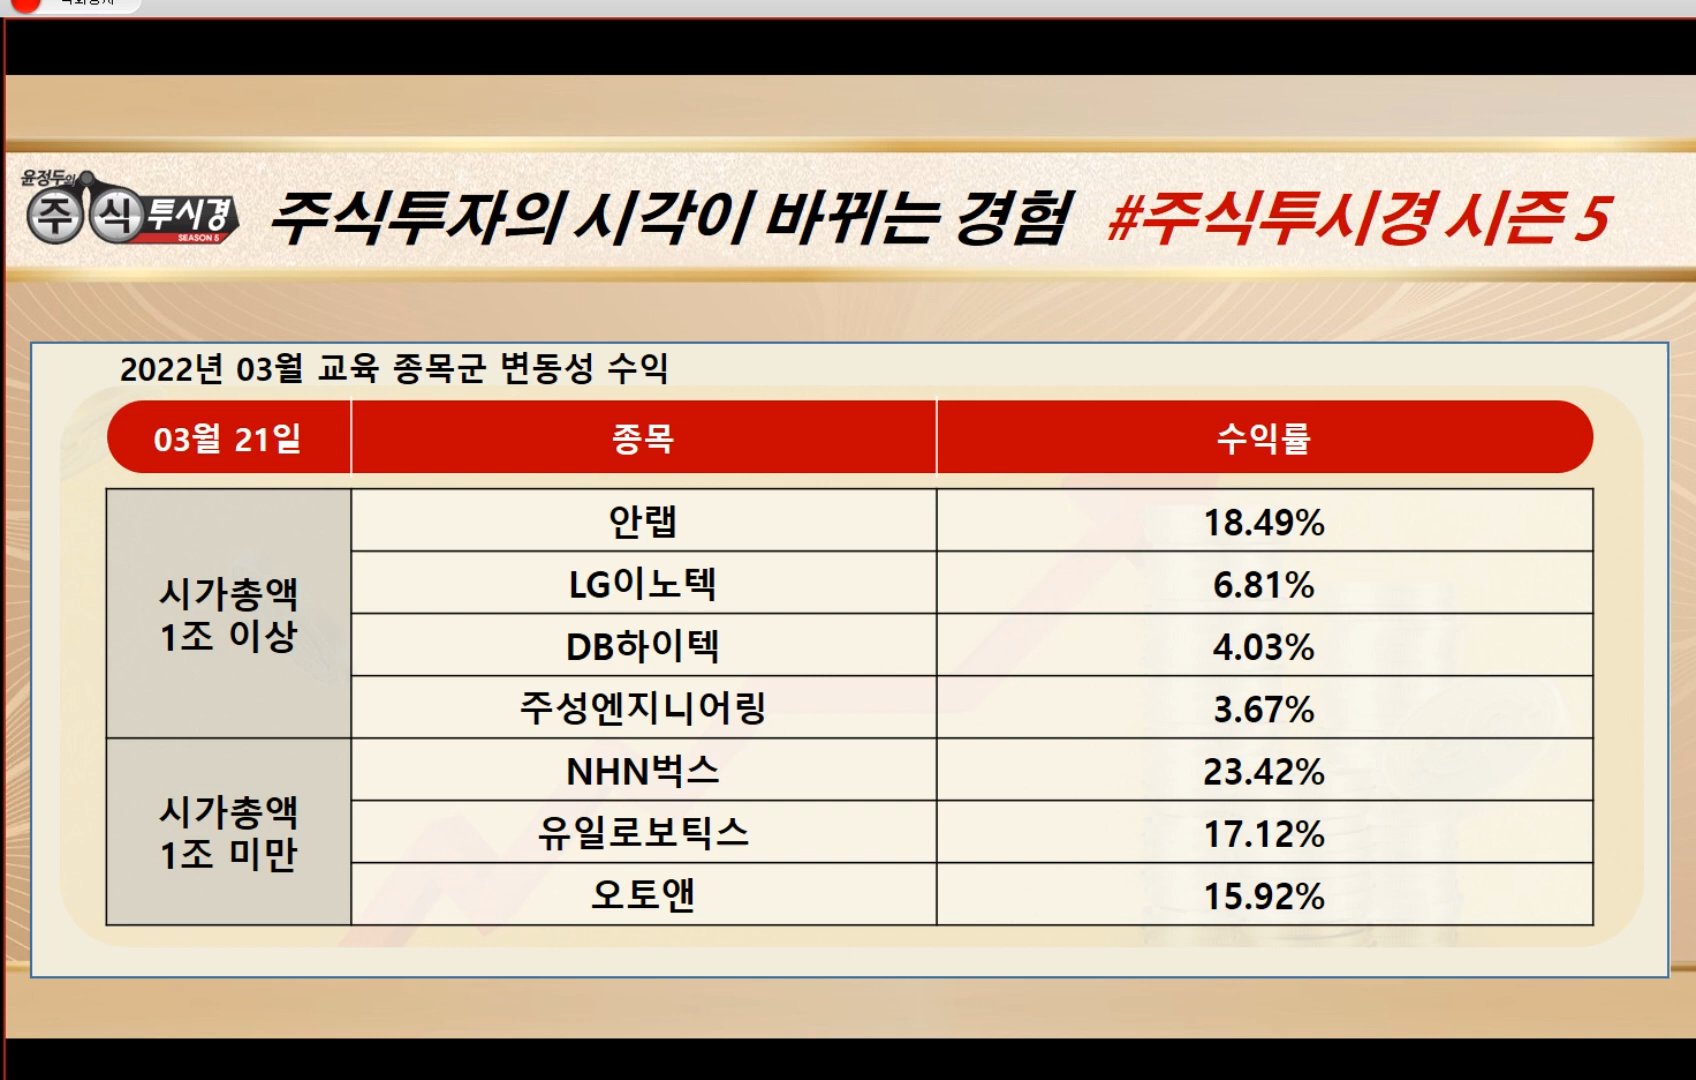 윤정두의
주식투시경
SEASON 5
주식투자의 시각이 바뀌는 경험 #주식투시경 시즌 5
2022년 03월 교육 종목군 변동성 수익
03월 21일 종목 수익률
시가총액
1조 이상
안랩 18.49%
LG이노텍 6.81%
DB하이텍 4.03%
주성엔지니어링 3.67%
시가총액
1조 미만
NHN벅스 23.42%
유일로보틱스 17.12%
오토앤 15.92%